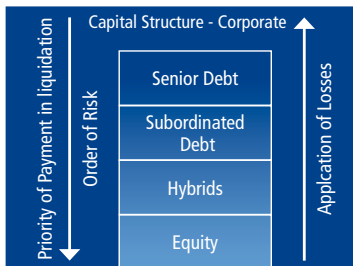 Capital Structure - Corporate
Priority of Payment in liquidation
Order of Risk
Senior Debt
Subordinated
Debt
Hybrids
Equity
Applcation of Losses